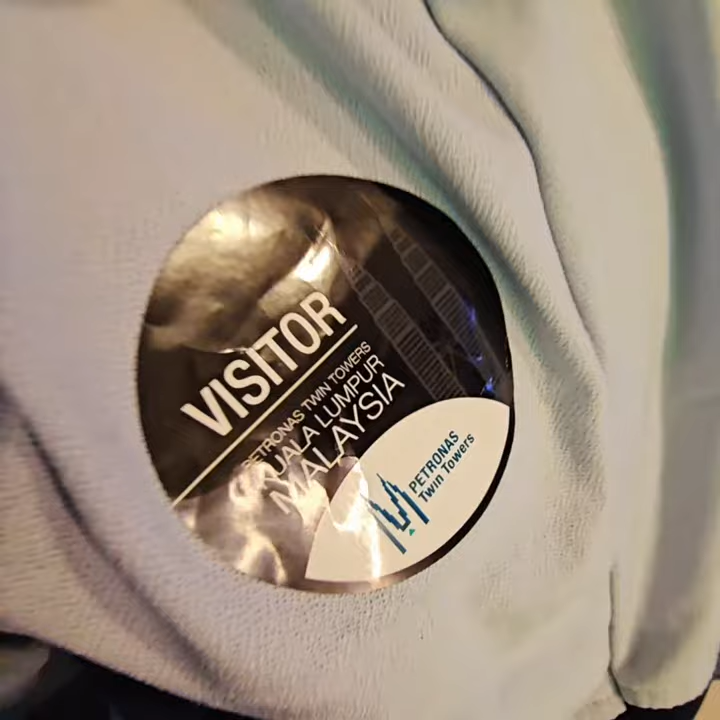 VISITOR
PETRONAS TWIN TOWERS
KUALA LUMPUR
MALAYSIA
PETRONAS
Twin Towers